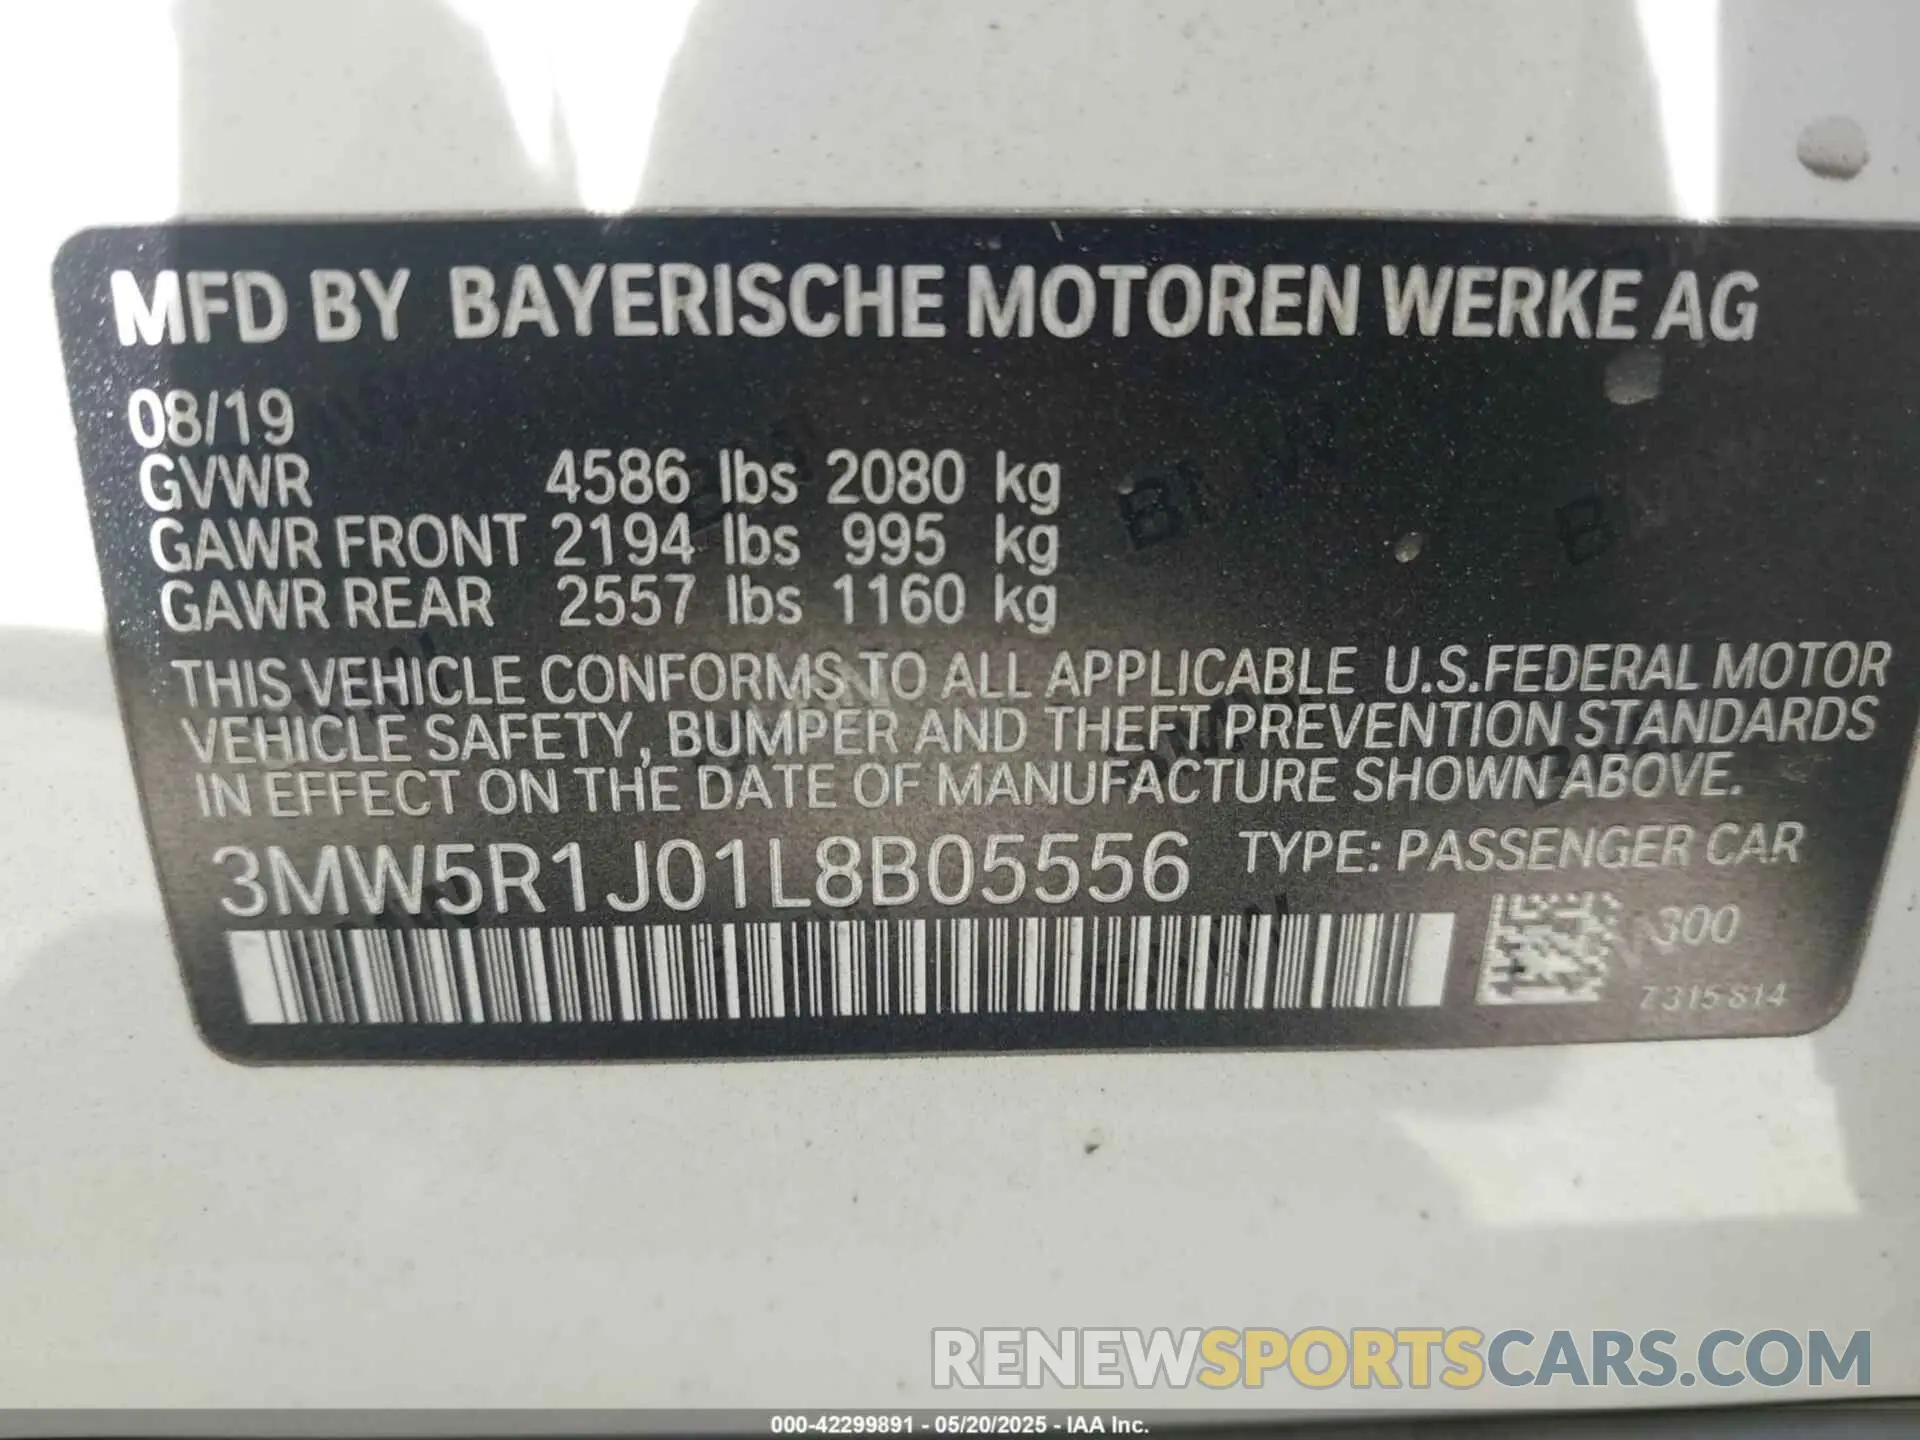 MFD BY BAYERISCHE MOTOREN WERKE AG
08/19
GVWR 4586 lbs 2080 kg
GAWR FRONT 2194 lbs 995 kg
GAWR REAR 2557 lbs 1160 kg
THIS VEHICLE CONFORMS TO ALL APPLICABLE U.S.FEDERAL MOTOR
VEHICLE SAFETY, BUMPER AND THEFT PREVENTION STANDARDS
IN EFFECT ON THE DATE OF MANUFACTURE SHOWN ABOVE.
3MW5R1J01L8B05556 TYPE: PASSENGER CAR
300
7315814
RENEWSPORTSCARS.COM
000-42299891 - 05/20/2025 - IAA Inc.